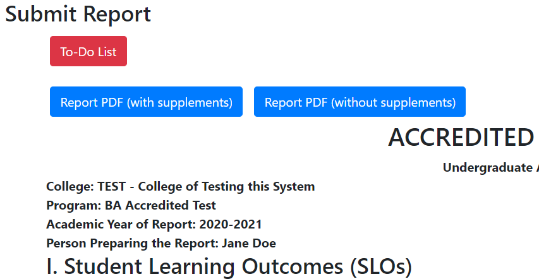 Submit Report
To-Do List
Report PDF (with supplements) Report PDF (without supplements)
ACCREDITED
Undergraduate
College: TEST - College of Testing this System
Program: BA Accredited Test
Academic Year of Report: 2020-2021
Person Preparing the Report: Jane Doe
I. Student Learning Outcomes (SLOs)